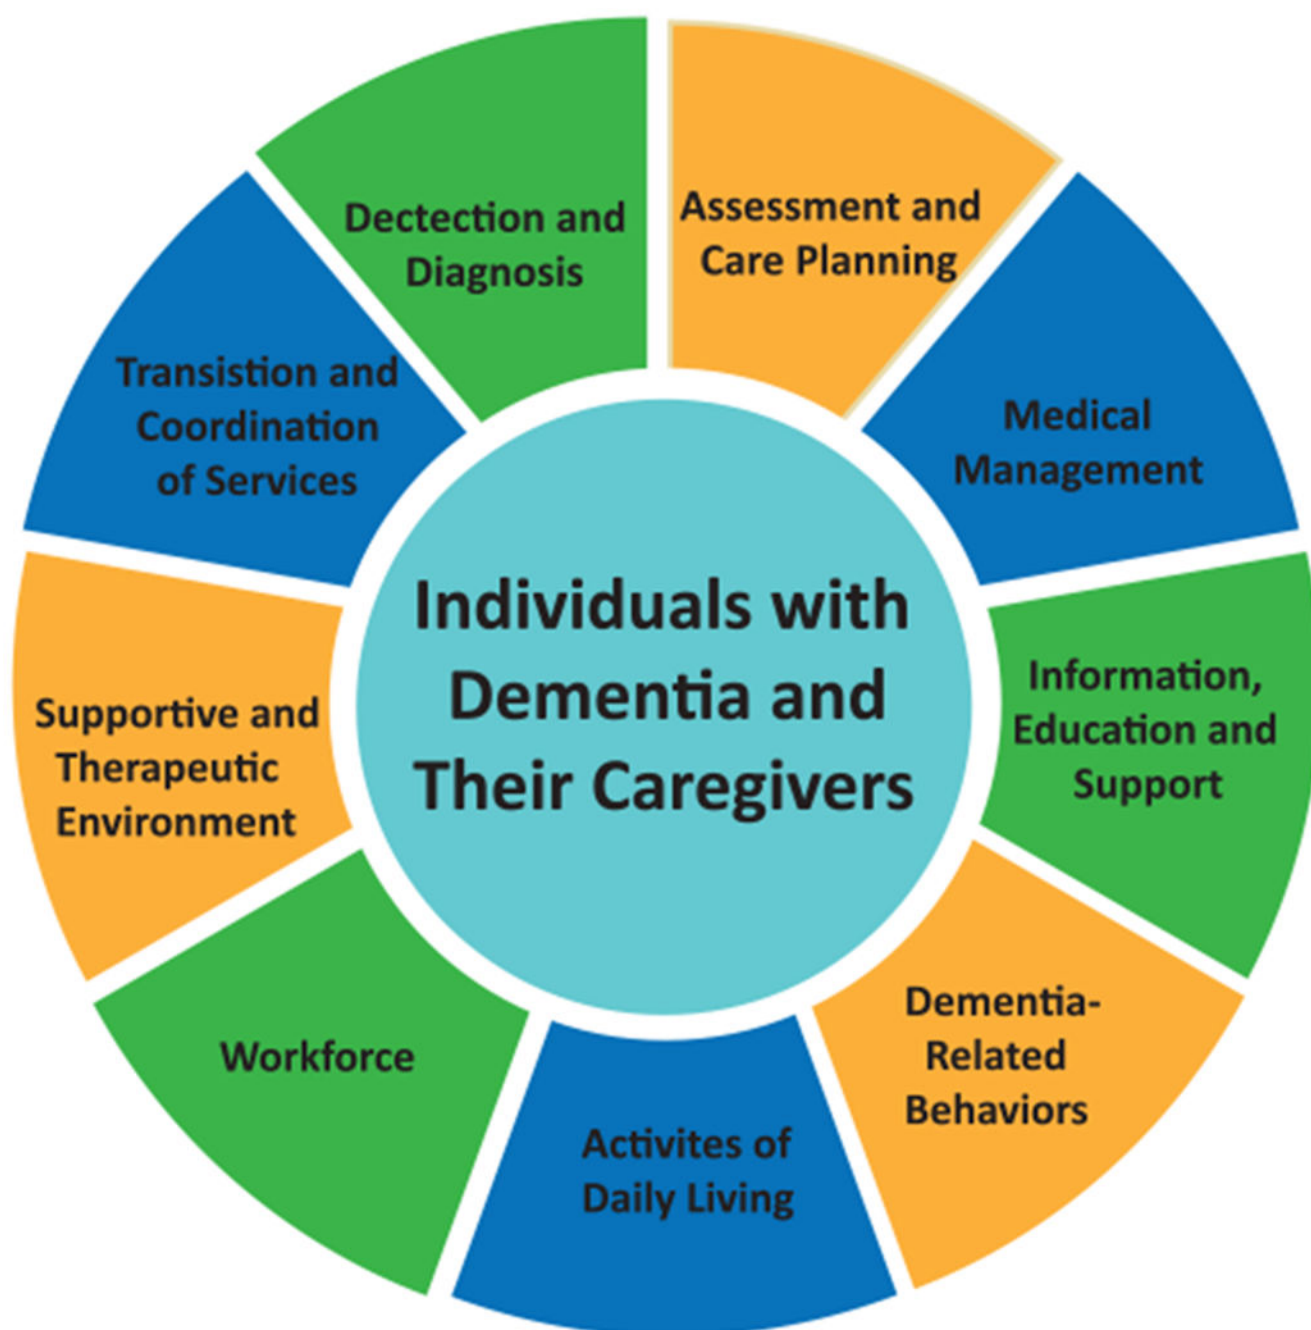 Dectection and
Diagnosis
Assessment and
Care Planning
Medical
Management
Information,
Education and
Support
Dementia-
Related
Behaviors
Activites of
Daily Living
Workforce
Supportive and
Therapeutic
Environment
Transistion and
Coordination
of Services
Individuals with
Dementia and
Their Caregivers